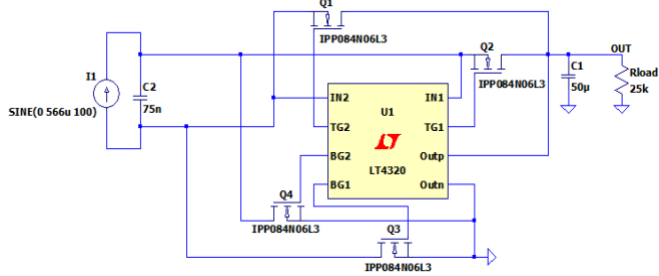 Q1
IPP084N06L3
Q2
IPP084N06L3
OUT
I1
SINE(0 566u 100)
C2
75n
C1
50µ
Rload
25k
IN2
IN1
U1
TG2
TG1
BG2
Outp
LT4320
BG1
Outn
Q4
IPP084N06L3
Q3
IPP084N06L3